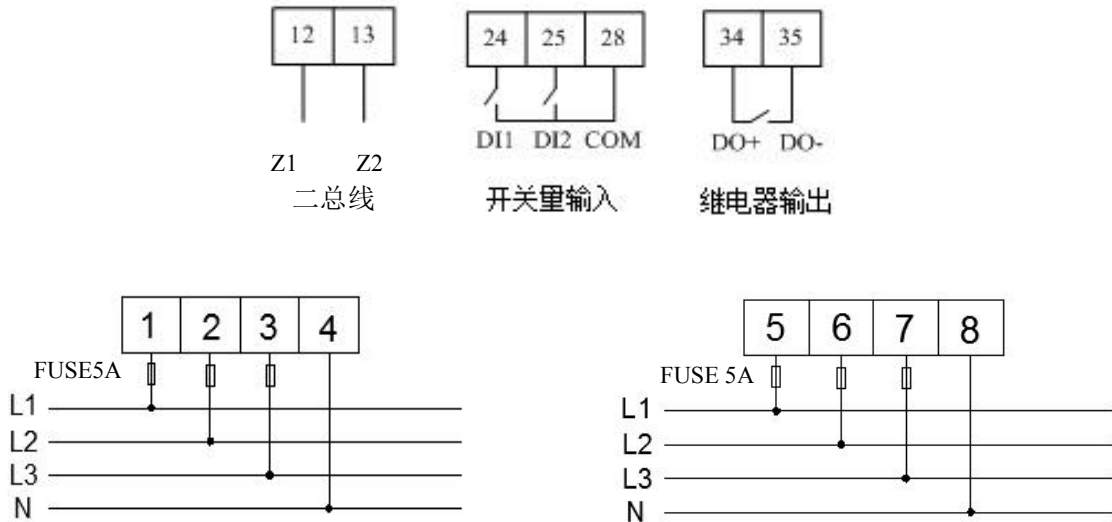 12 13
24 25 28
34 35
DI1 DI2 COM
DO+ DO-
Z1 Z2
二总线
开关量输入
继电器输出
1 2 3 4
FUSE5A
L1
L2
L3
N
5 6 7 8
FUSE 5A
L1
L2
L3
N